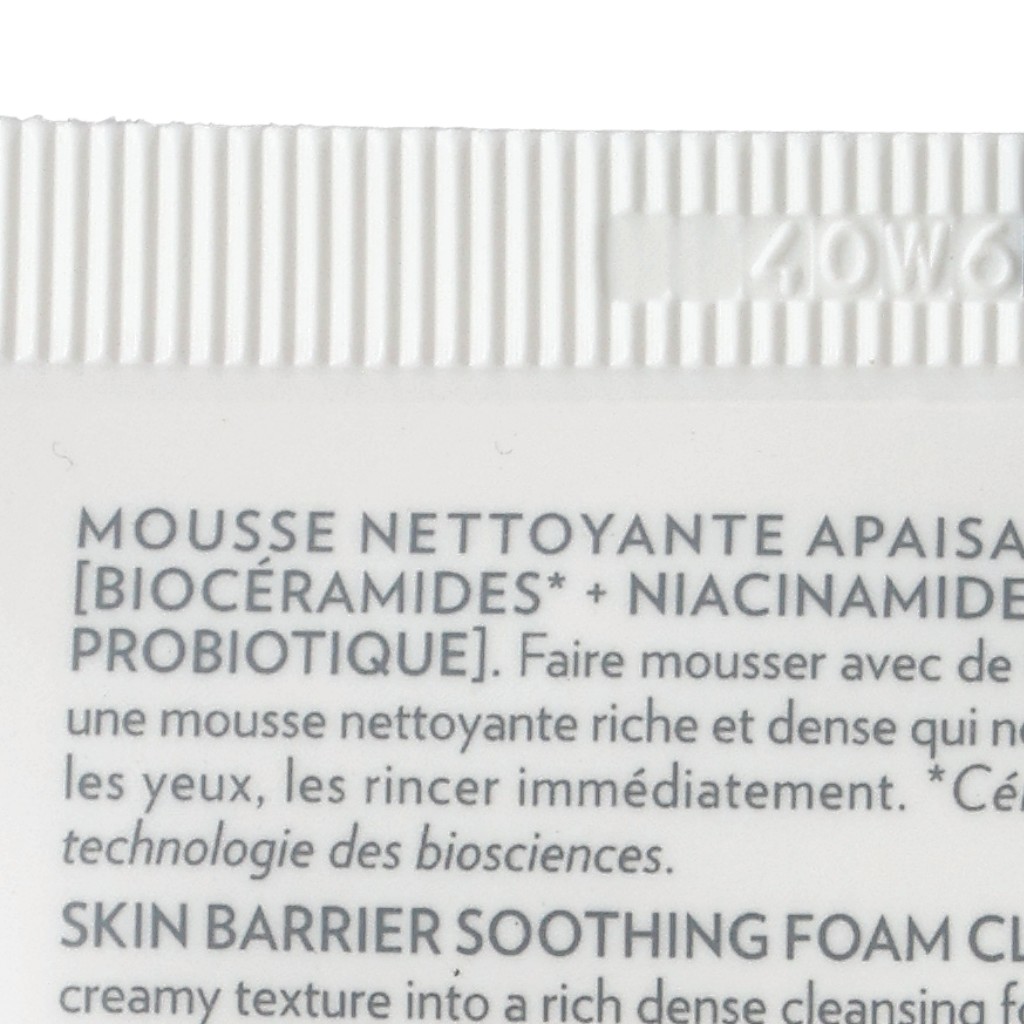 40W6
MOUSSE NETTOYANTE APAISA
[BIOCÉRAMIDES* + NIACINAMIDE
PROBIOTIQUE]. Faire mousser avec de
une mousse nettoyante riche et dense qui
les yeux, les rincer immédiatement. *Cé
technologie des biosciences.
SKIN BARRIER SOOTHING FOAM CL
creamy texture into a rich dense cleansing